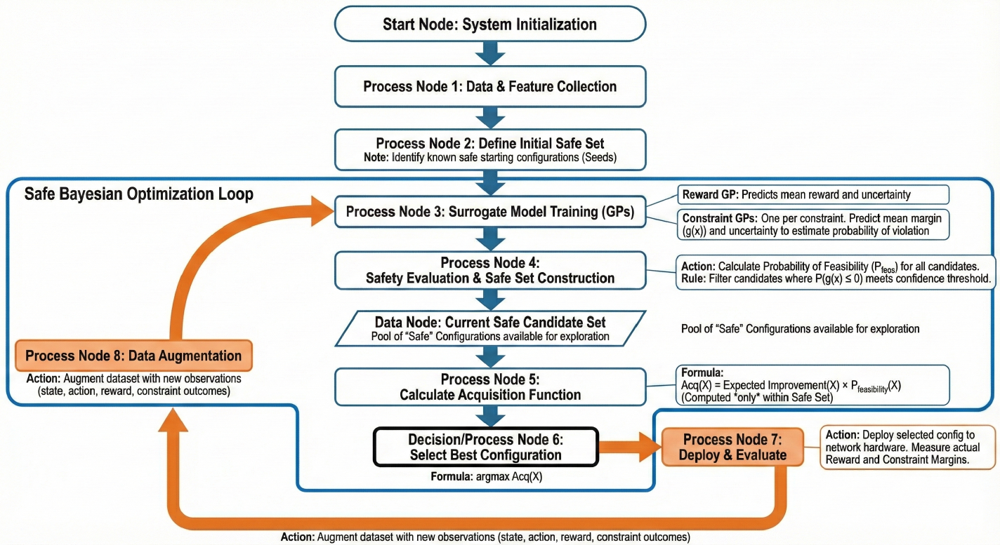 Start Node: System Initialization
Process Node 1: Data & Feature Collection
Process Node 2: Define Initial Safe Set
Note: Identify known safe starting configurations (Seeds)
Safe Bayesian Optimization Loop
Process Node 3: Surrogate Model Training (GPs)
Reward GP: Predicts mean reward and uncertainty
Constraint GPs: One per constraint. Predict mean margin
(g(x)) and uncertainty to estimate probability of violation
Process Node 4:
Safety Evaluation & Safe Set Construction
Action: Calculate Probability of Feasibility (P_feos) for all candidates.
Rule: Filter candidates where P(g(x) ≤ 0) meets confidence threshold.
Data Node: Current Safe Candidate Set
Pool of “Safe” Configurations available for exploration
Pool of “Safe” Configurations available for exploration
Process Node 5:
Calculate Acquisition Function
Formula:
Acq(X) = Expected Improvement(X) × P_feasibility(X)
(Computed *only* within Safe Set)
Decision/Process Node 6:
Select Best Configuration
Formula: argmax Acq(X)
Process Node 7:
Deploy & Evaluate
Action: Deploy selected config to
network hardware. Measure actual
Reward and Constraint Margins.
Process Node 8: Data Augmentation
Action: Augment dataset with new observations
(state, action, reward, constraint outcomes)
Action: Augment dataset with new observations (state, action, reward, constraint outcomes)